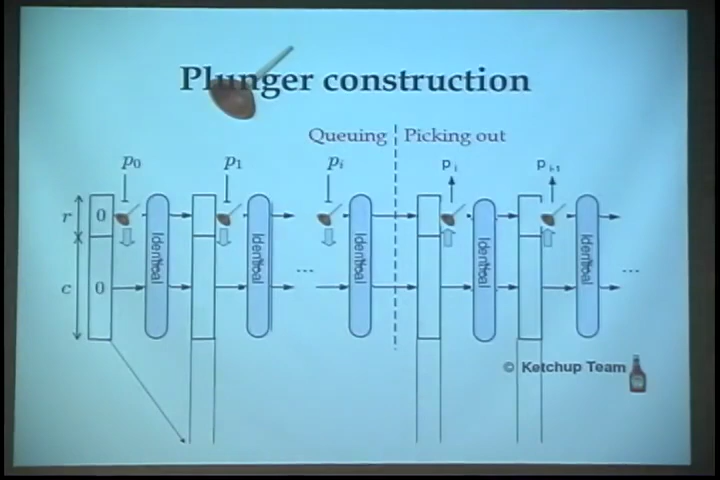 Plunger construction
Queuing Picking out
p0 p1 pi pi pi+1
r 0
c 0
Identical Identical ... Identical Identical Identical ...
© Ketchup Team